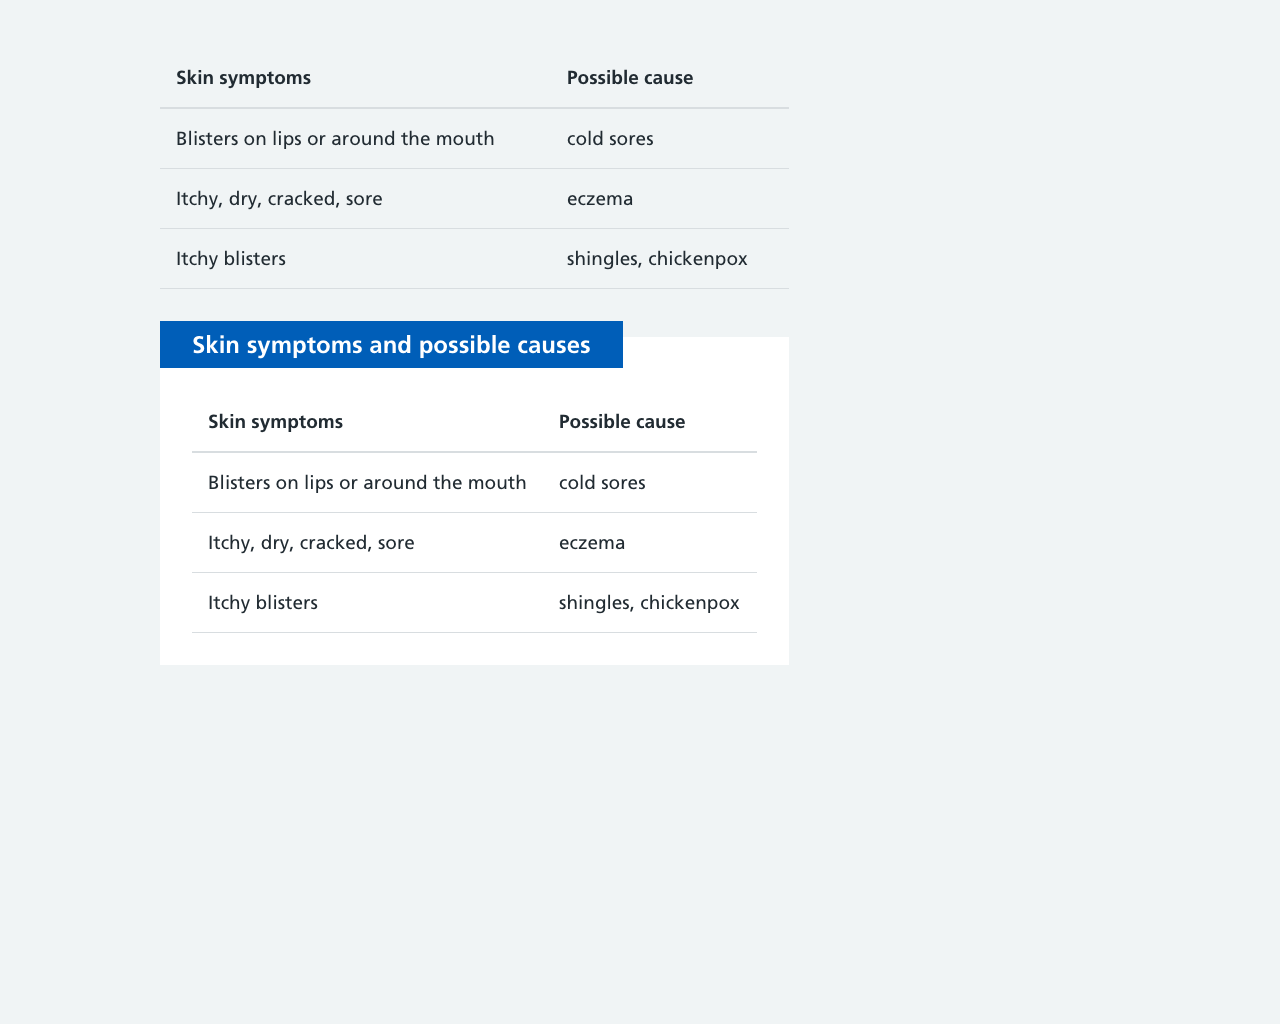 Skin symptoms Possible cause
Blisters on lips or around the mouth cold sores
Itchy, dry, cracked, sore eczema
Itchy blisters shingles, chickenpox
Skin symptoms and possible causes
Skin symptoms Possible cause
Blisters on lips or around the mouth cold sores
Itchy, dry, cracked, sore eczema
Itchy blisters shingles, chickenpox